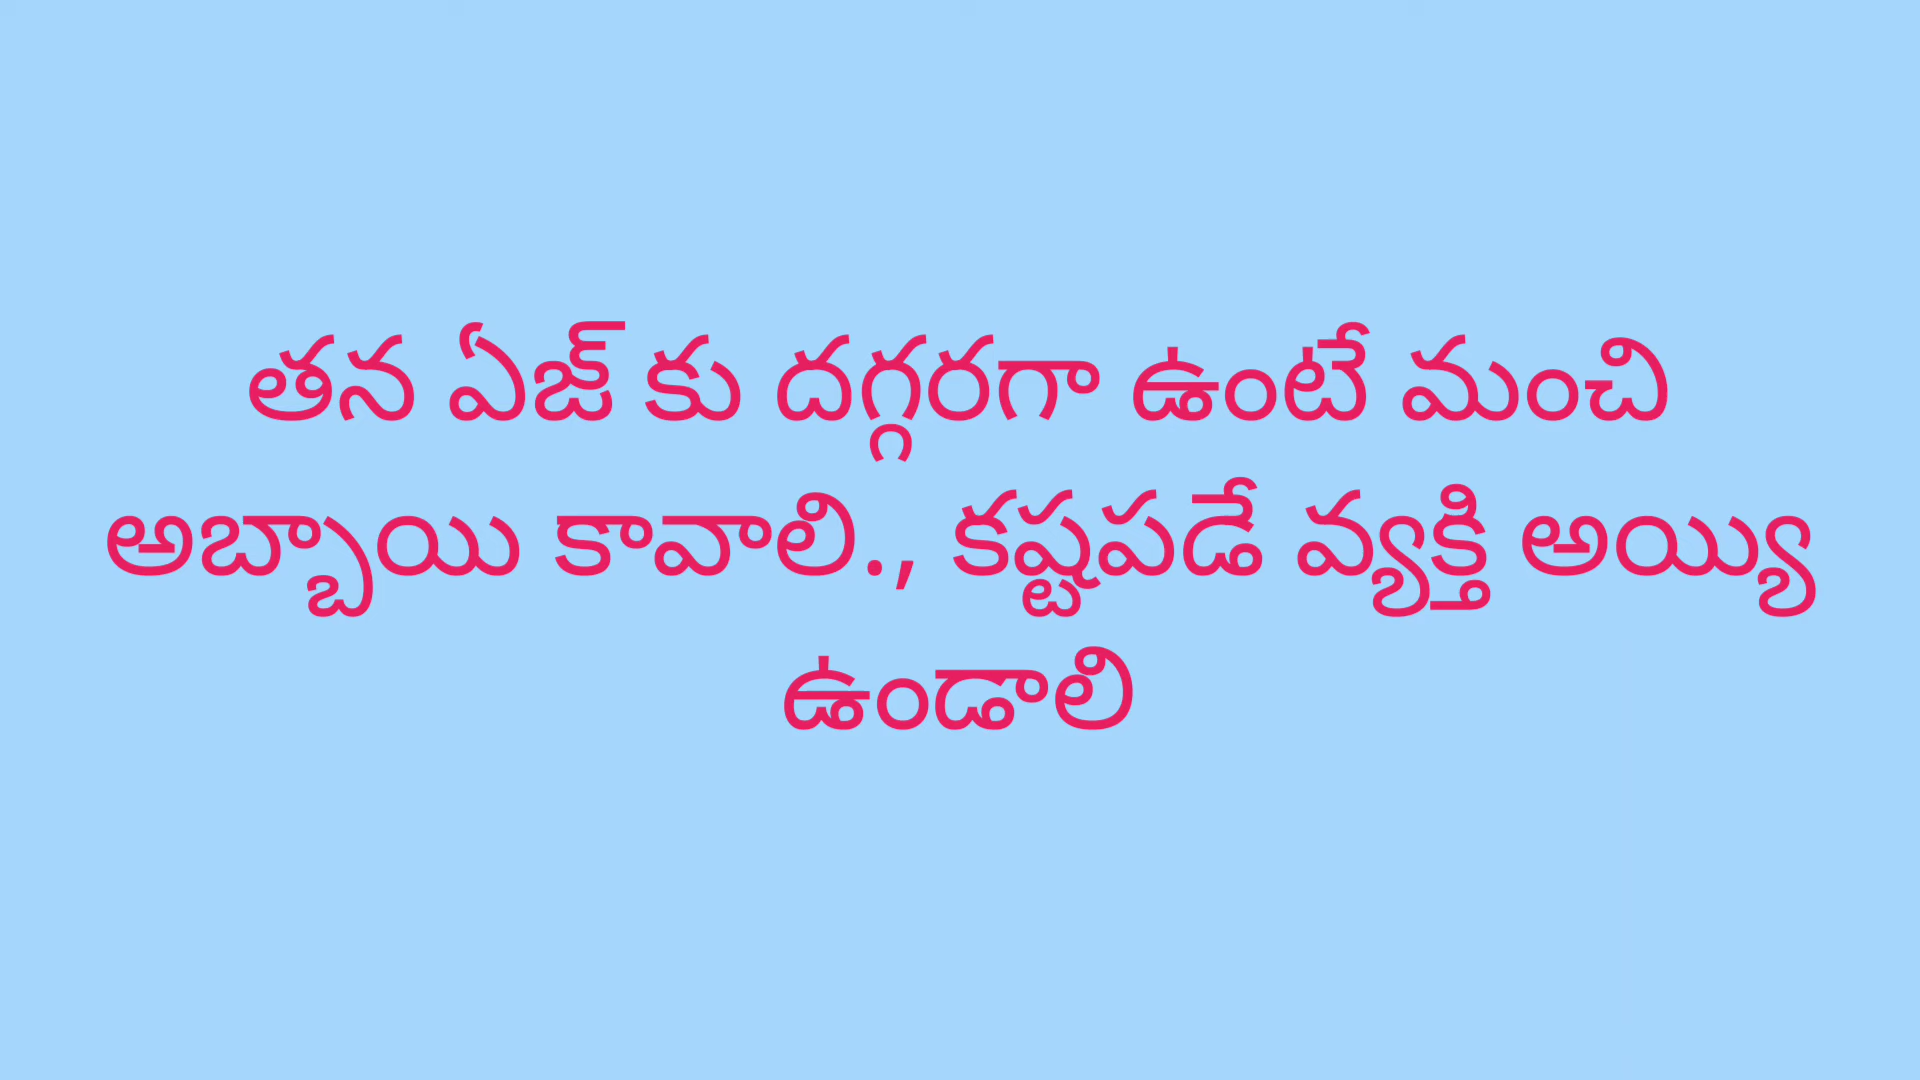 తన ఏజ్ కు దగ్గరగా ఉంటే మంచి
అబ్బాయి కావాలి., కష్టపడే వ్యక్తి అయ్యి
ఉండాలి